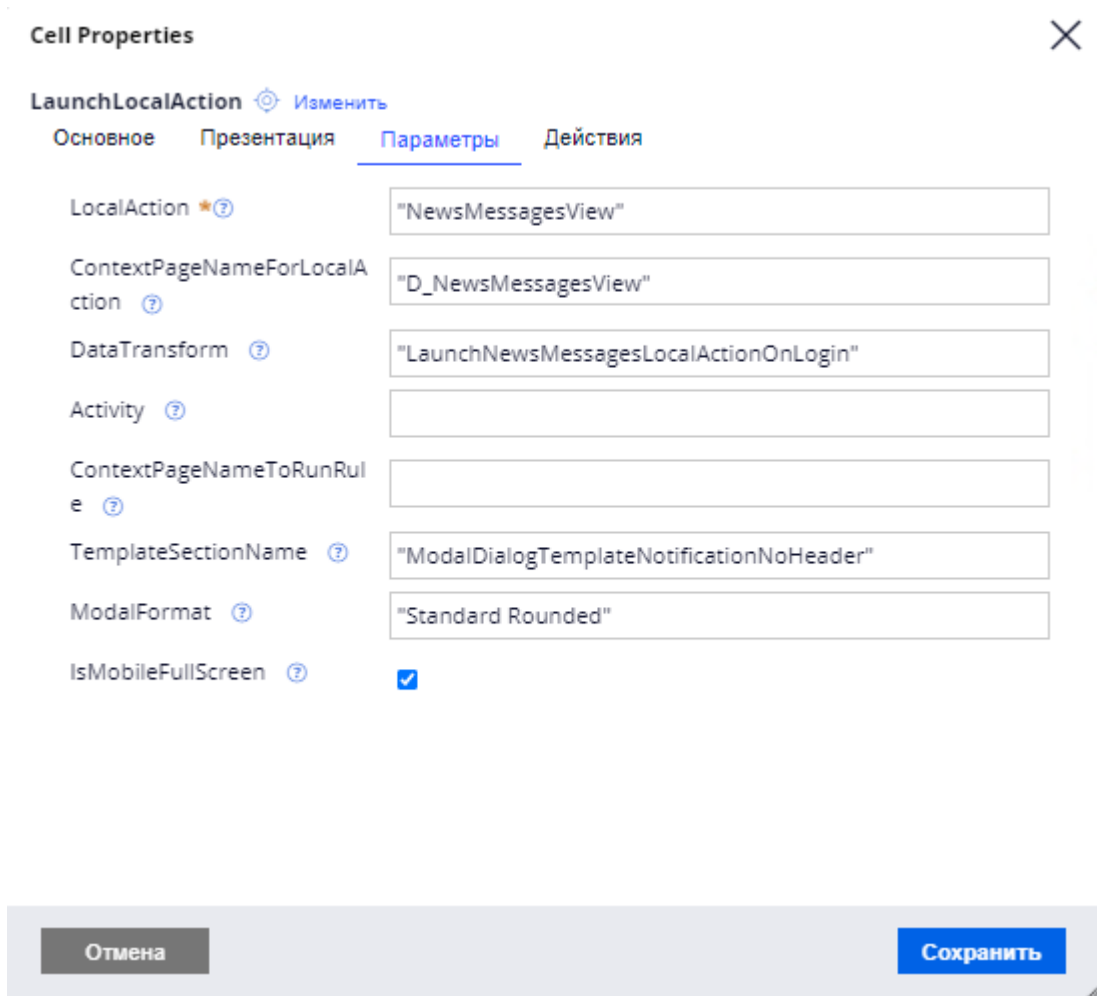 Cell Properties
LaunchLocalAction Изменить
Основное Презентация Параметры Действия
LocalAction * ? "NewsMessagesView"
ContextPageNameForLocalA
ction ? "D_NewsMessagesView"
DataTransform ? "LaunchNewsMessagesLocalActionOnLogin"
Activity ?
ContextPageNameToRunRul
e ?
TemplateSectionName ? "ModalDialogTemplateNotificationNoHeader"
ModalFormat ? "Standard Rounded"
IsMobileFullScreen ?
Отмена Сохранить